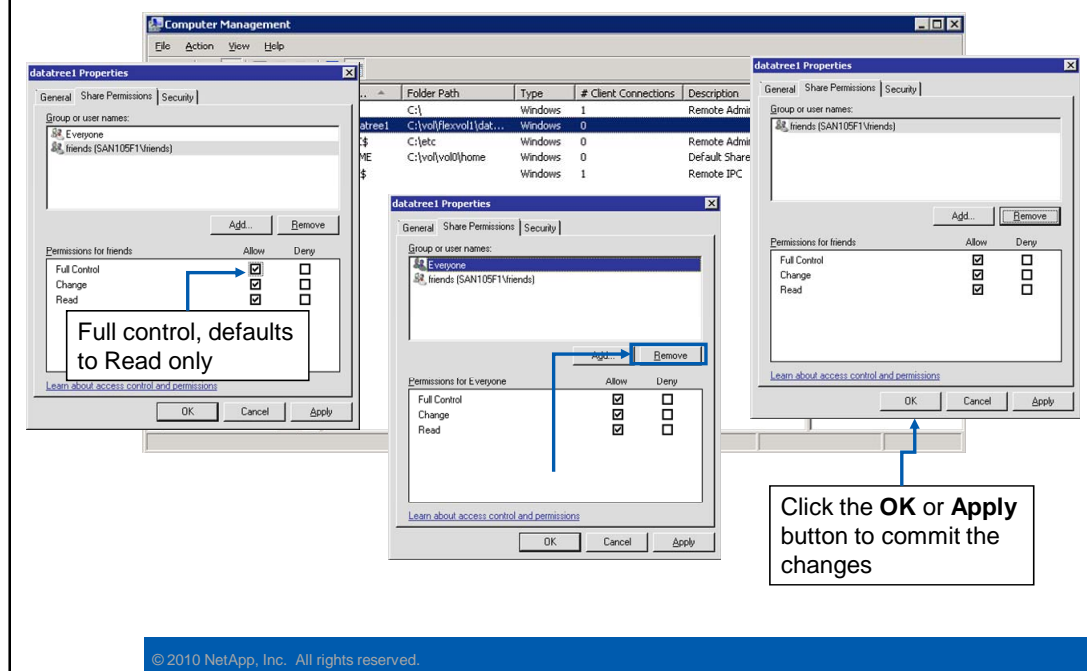 Computer Management
File Action View Help
Folder Path Type # Client Connections Description
C:\ Windows 1 Remote Admi
atree1 C:\vol\flexvol1\dat... Windows 0
C$ C:\etc Windows 0 Remote Admi
ME C:\vol\vol0\home Windows 0 Default Share
$ Windows 1 Remote IPC
datatree1 Properties
General Share Permissions Security
Group or user names:
Everyone
friends (SAN105F1\friends)
Add... Remove
Permissions for friends Allow Deny
Full Control
Change
Read
Full control, defaults
to Read only
Learn about access control and permissions
OK Cancel Apply
datatree1 Properties
General Share Permissions Security
Group or user names:
Everyone
friends (SAN105F1\friends)
Add... Remove
Permissions for Everyone Allow Deny
Full Control
Change
Read
Learn about access control and permissions
OK Cancel Apply
datatree1 Properties
General Share Permissions Security
Group or user names:
friends (SAN105F1\friends)
Add... Remove
Permissions for friends Allow Deny
Full Control
Change
Read
Learn about access control and permissions
OK Cancel Apply
Click the OK or Apply
button to commit the
changes
© 2010 NetApp, Inc. All rights reserved.